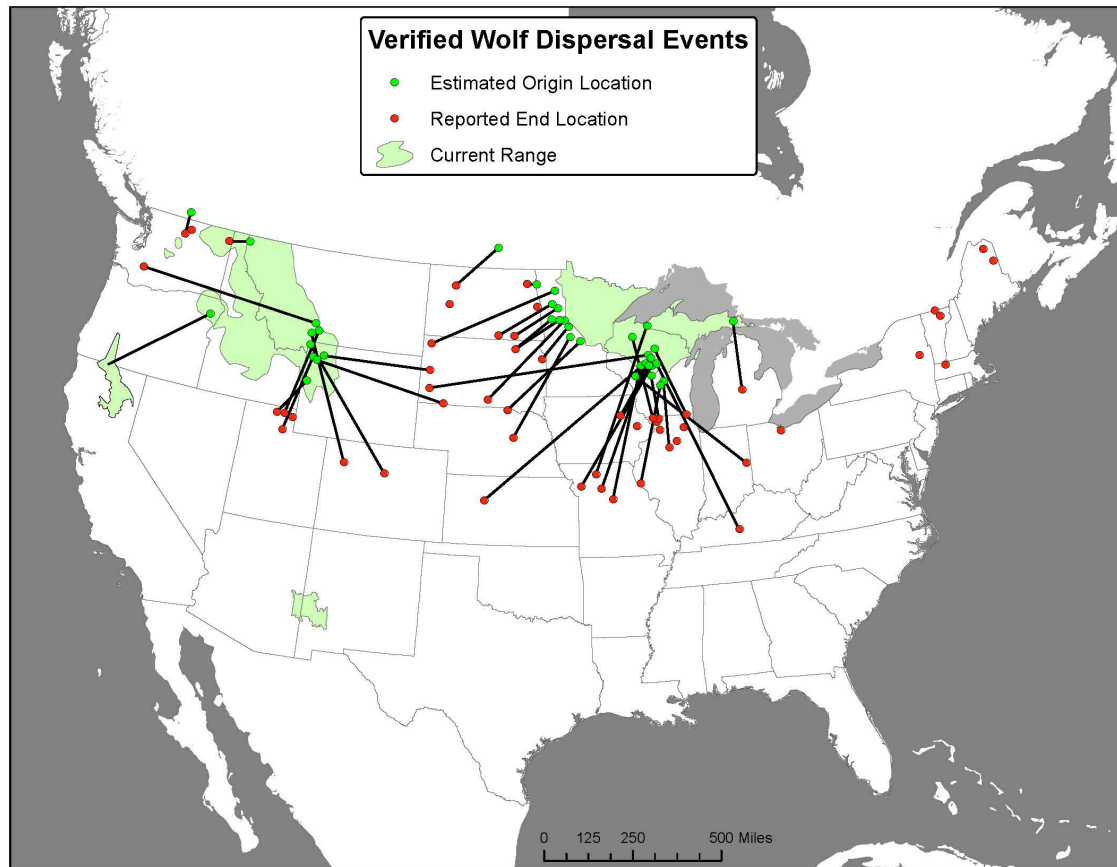 Verified Wolf Dispersal Events
Estimated Origin Location
Reported End Location
Current Range
0 125 250 500 Miles